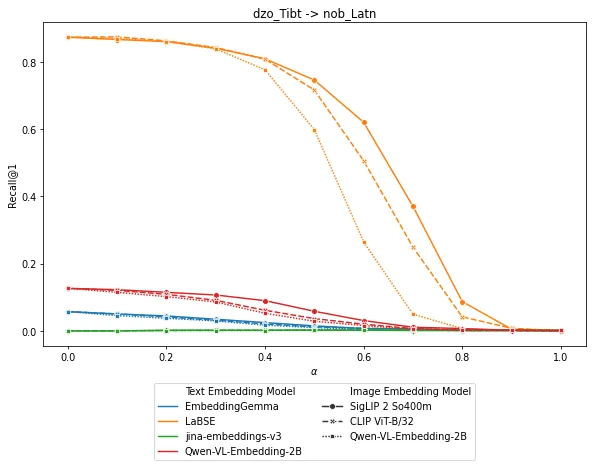 dzo_Tibt -> nob_Latn
Recall@1
0.8
0.6
0.4
0.2
0.0
0.0 0.2 0.4 0.6 0.8 1.0
α
Text Embedding Model Image Embedding Model
EmbeddingGemma SigLIP 2 So400m
LaBSE CLIP ViT-B/32
jina-embeddings-v3 Qwen-VL-Embedding-2B
Qwen-VL-Embedding-2B